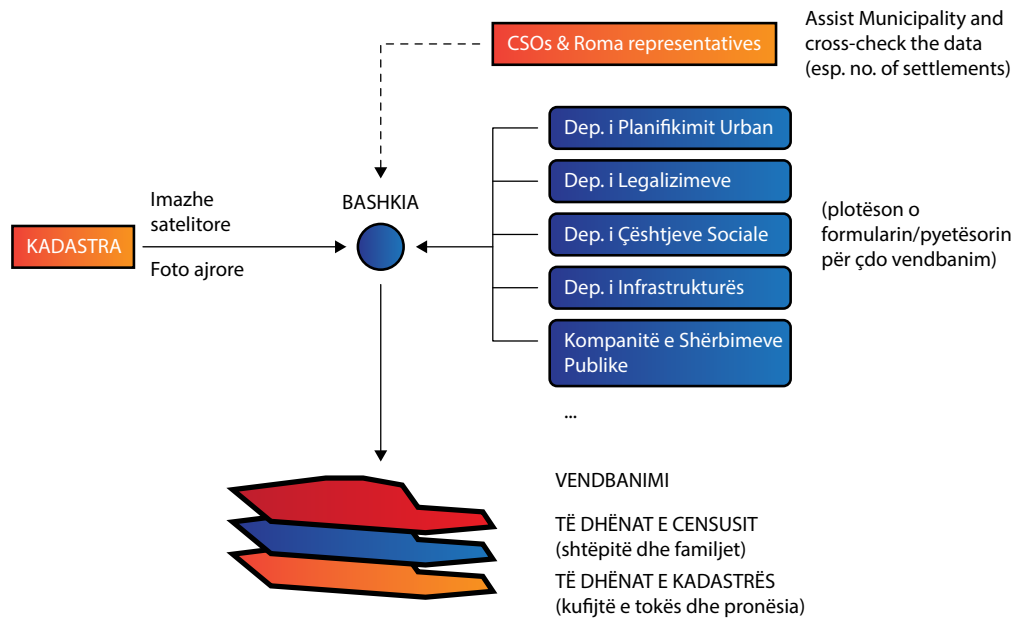 CSOs & Roma representatives
Assist Municipality and
cross-check the data
(esp. no. of settlements)
Dep. i Planifikimit Urban
Dep. i Legalizimeve
Dep. i Çështjeve Sociale
Dep. i Infrastrukturës
Kompanitë e Shërbimeve
Publike
...
(plotëson o
formularin/pyetësorin
për çdo vendbanim)
BASHKIA
Imazhe
satelitore
KADASTRA
Foto ajrore
VENDBANIMI
TË DHËNAT E CENSUSIT
(shtëpitë dhe familjet)
TË DHËNAT E KADASTRËS
(kufijtë e tokës dhe pronësia)